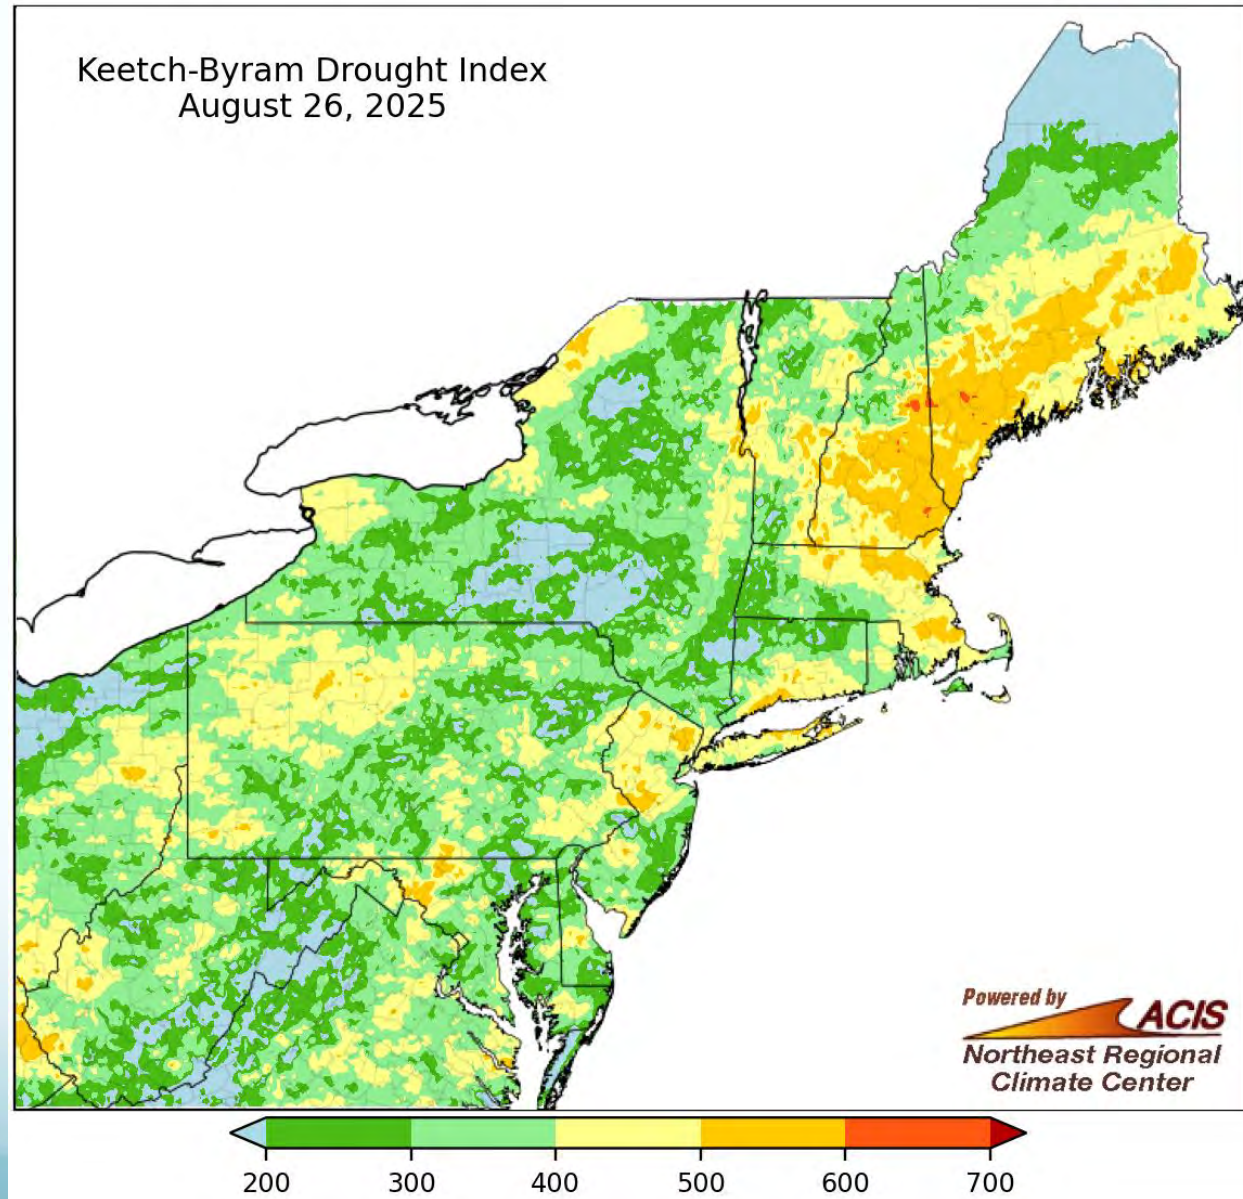 Keetch-Byram Drought Index
August 26, 2025
Powered by
ACIS
Northeast Regional
Climate Center
200 300 400 500 600 700